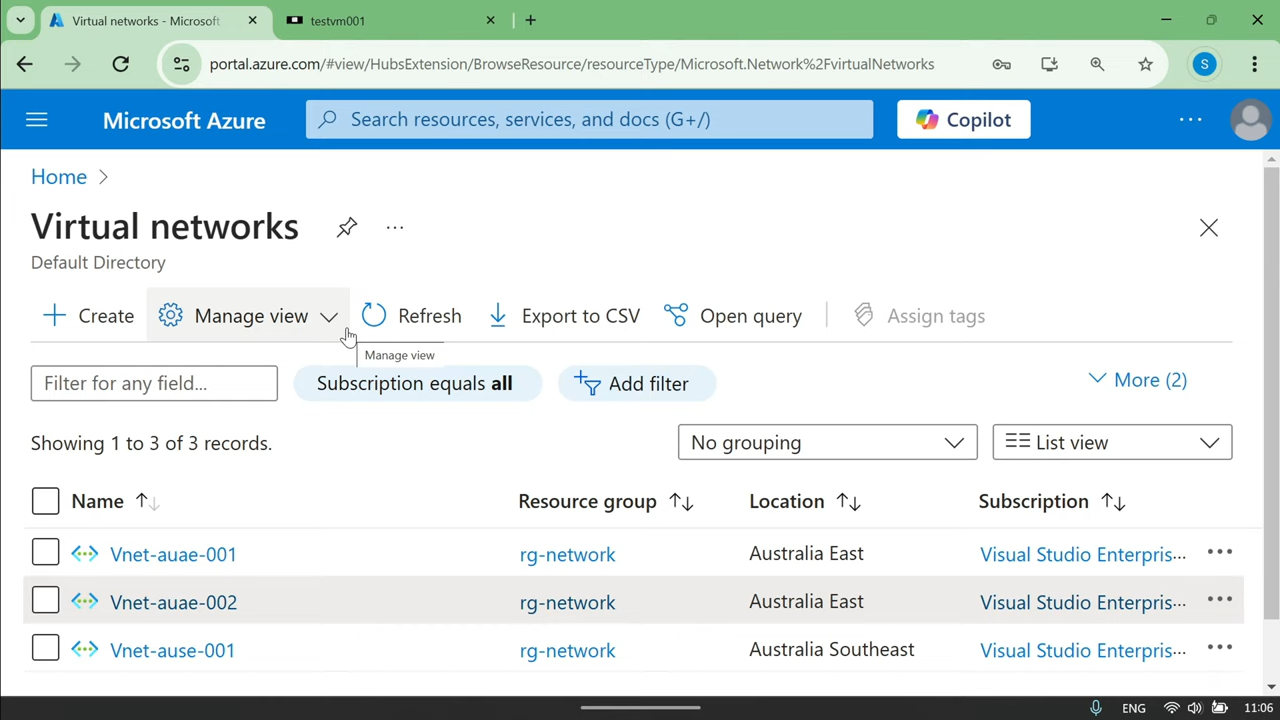 Virtual networks - Microsoft
testvm001
portal.azure.com/#view/HubsExtension/BrowseResource/resourceType/Microsoft.Network%2FvirtualNetworks
S
Microsoft Azure
Search resources, services, and docs (G+/)
Copilot
Home
Virtual networks
Default Directory
Create
Manage view
Refresh
Export to CSV
Open query
Assign tags
Manage view
Filter for any field...
Subscription equals all
Add filter
More (2)
Showing 1 to 3 of 3 records.
No grouping
List view
Name
Resource group
Location
Subscription
Vnet-auae-001
rg-network
Australia East
Visual Studio Enterpris...
Vnet-auae-002
rg-network
Australia East
Visual Studio Enterpris...
Vnet-ause-001
rg-network
Australia Southeast
Visual Studio Enterpris...
ENG
11:06